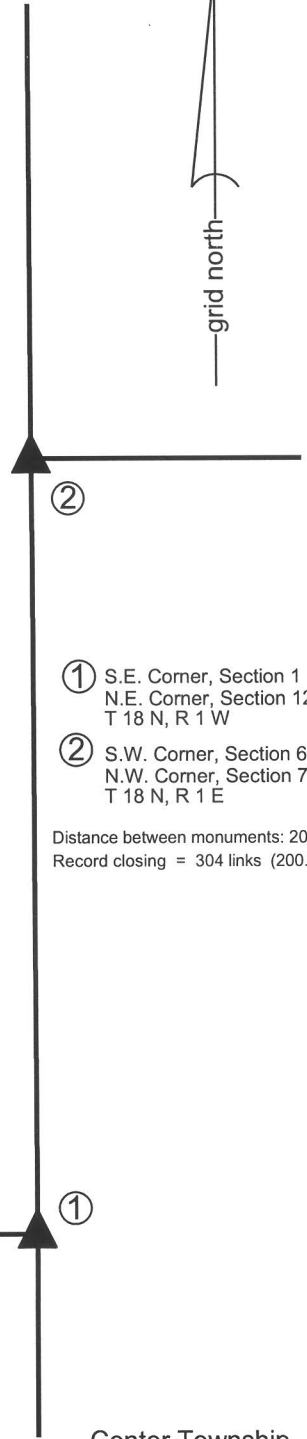 grid north
②
① S.E. Corner, Section 1
N.E. Corner, Section 12
T 18 N, R 1 W
② S.W. Corner, Section 6
N.W. Corner, Section 7
T 18 N, R 1 E
Distance between monuments: 20
Record closing = 304 links (200.
①
Center Township